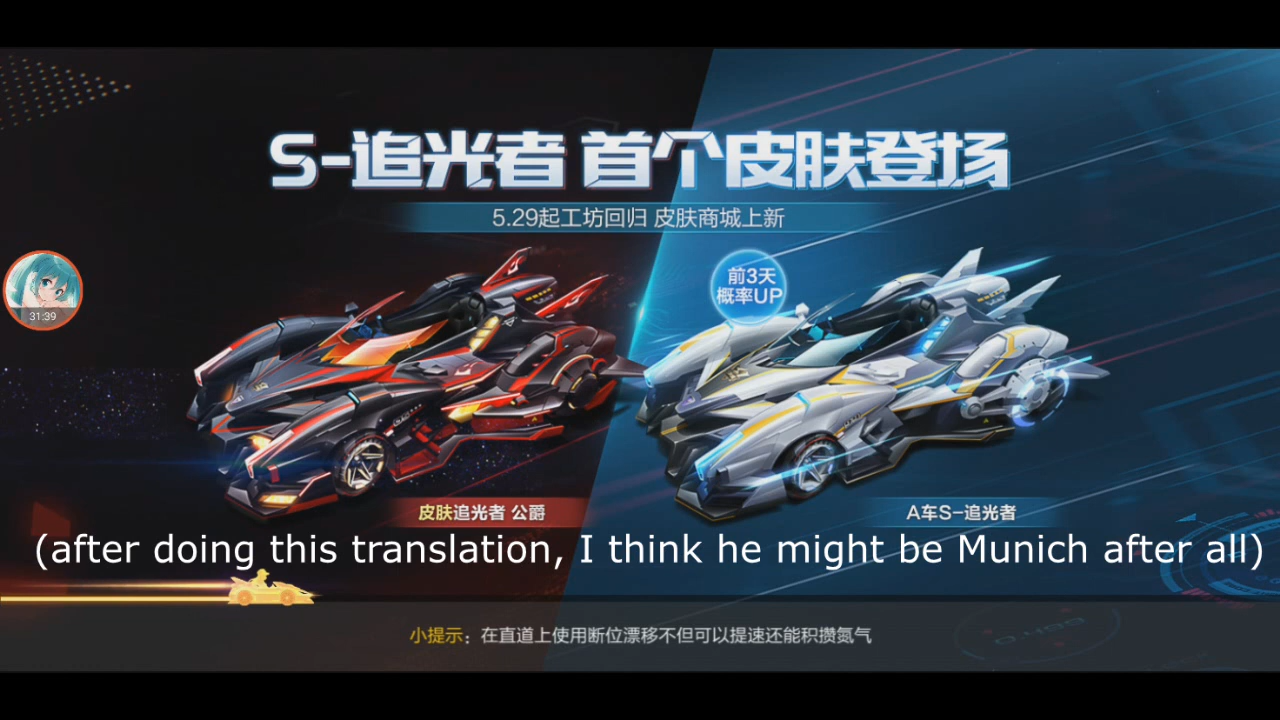 S-追光者 首个皮肤登场
5.29起工坊回归 皮肤商城上新
前3天
概率UP
31:39
皮肤追光者 公爵
A车S-追光者
(after doing this translation, I think he might be Munich after all)
小提示：在直道上使用断位漂移不但可以提速还能积攒氮气